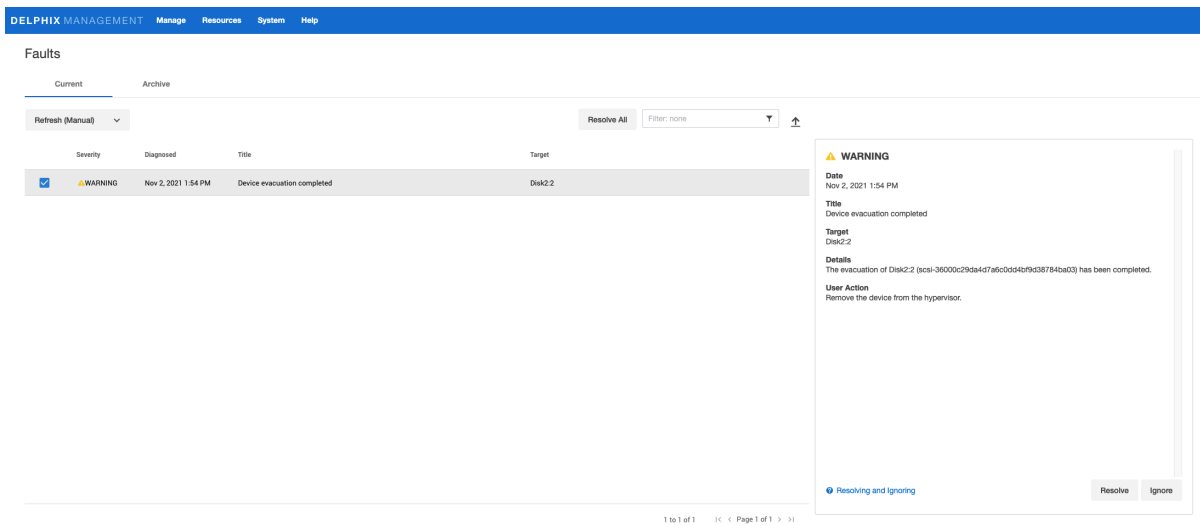 DELPHIX MANAGEMENT Manage Resources System Help
Faults
Current Archive
Refresh (Manual) Resolve All Filter: none
Severity Diagnosed Title Target
WARNING Nov 2, 2021 1:54 PM Device evacuation completed Disk2:2
WARNING
Date
Nov 2, 2021 1:54 PM
Title
Device evacuation completed
Target
Disk2:2
Details
The evacuation of Disk2:2 (scsi-36000c29da4d7a6c0dd4bf9d38784ba03) has been completed.
User Action
Remove the device from the hypervisor.
Resolving and Ignoring Resolve Ignore
1 to 1 of 1 Page 1 of 1